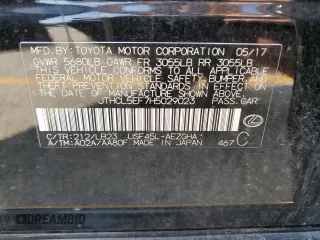 MFD.BY: TOYOTA MOTOR CORPORATION 05/17
GVWR 5680LB GAWR FR 3055LB RR 3055LB
THIS VEHICLE CONFORMS TO ALL APPLICABLE
FEDERAL MOTOR VEHICLE SAFETY, BUMPER, AND
THEFT PREVENTION STANDARDS IN EFFECT ON
THE DATE OF MANUFACTURE SHOWN ABOVE.
JTHCL5EF7H5029023 PASS. CAR
C/TR: 212/LB23 USF45L-AEZGHA
A/TM: A02A/AA80F MADE IN JAPAN 467 C